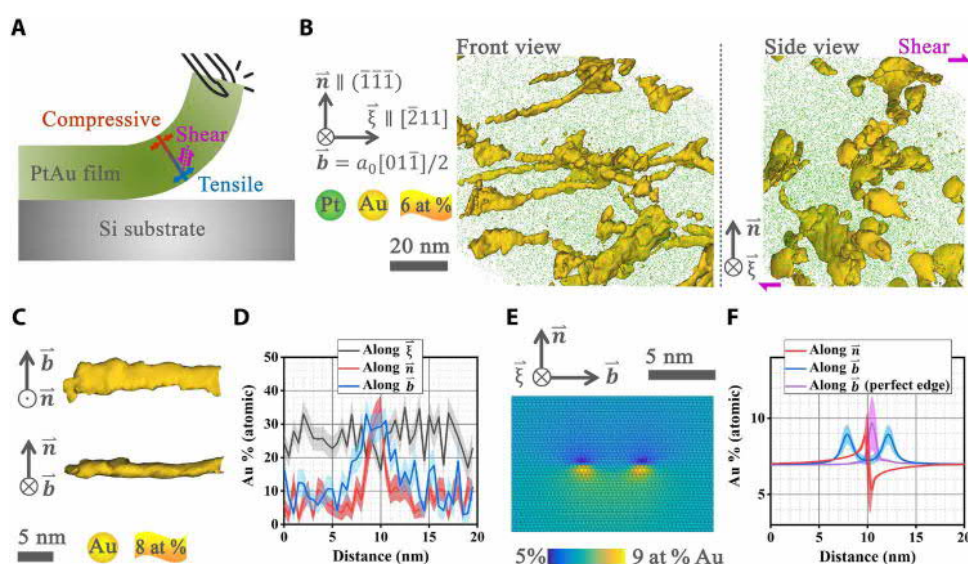 A
Compressive
Shear
PtAu film
Tensile
Si substrate
B
Front view
Side view
Shear
n⃗ ∥ (1̄1̄1̄)
ξ⃗ ∥ [2̄11]
b⃗ = a₀[011̄]/2
Pt Au 6 at %
20 nm
n⃗
ξ⃗
C
b⃗
n⃗
n⃗
b⃗
5 nm
Au 8 at %
D
Along ξ⃗
Along n⃗
Along b⃗
Au % (atomic)
50
40
30
20
10
0
0 5 10 15 20
Distance (nm)
E
n⃗
ξ⃗ b⃗
5 nm
5% 9 at % Au
F
Along n⃗
Along b⃗
Along b⃗ (perfect edge)
Au % (atomic)
10
5
0 5 10 15 20
Distance (nm)